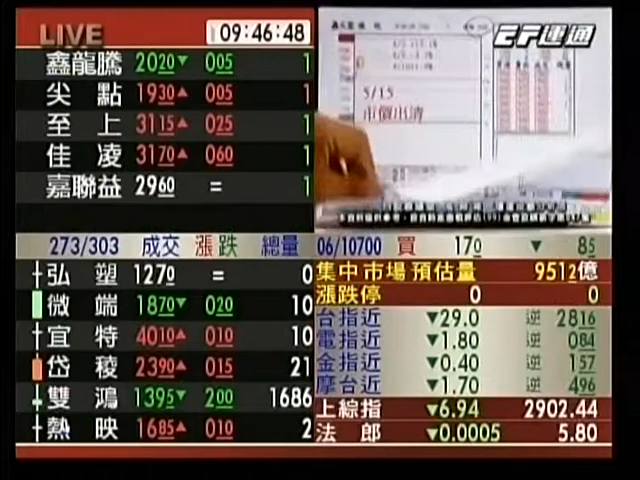 LIVE 09:46:48
鑫龍騰 2020▼ 005 1
尖點 1930▲ 005 1
至上 3115▲ 025 1
佳凌 3170▲ 060 1
嘉聯益 2960 = 1
273/303 成交 漲跌 總量
弘塑 1270 = 0
微端 1870▼ 020 10
宜特 4010▲ 010 10
岱稜 2390▲ 015 21
雙鴻 1395▼ 200 1686
熱映 1685▲ 010 2
運通
5/15
市價出清
06/10700 買 170 ▼ 85
集中市場預估量 9512億
漲跌停 0 0
台指近 ▼29.0 逆 2816
電指近 ▼1.80 逆 084
金指近 ▼0.40 逆 157
摩台近 ▼1.70 逆 496
上綜指 ▼6.94 2902.44
法郎 ▼0.0005 5.80